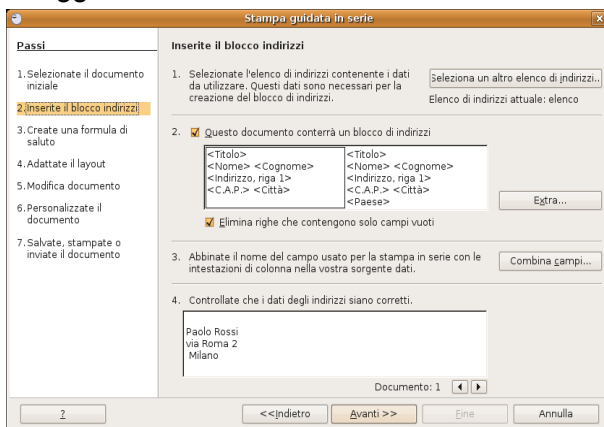 Stampa guidata in serie
Passi
1. Selezionate il documento
iniziale
2. Inserite il blocco indirizzi
3. Create una formula di
saluto
4. Adattate il layout
5. Modifica documento
6. Personalizzate il
documento
7. Salvate, stampate o
inviate il documento
Inserite il blocco indirizzi
1. Selezionate l'elenco di indirizzi contenente i dati
da utilizzare. Questi dati sono necessari per la
creazione del blocco di indirizzi.
Seleziona un altro elenco di indirizzi..
Elenco di indirizzi attuale: elenco
2. Questo documento conterrà un blocco di indirizzi
<Titolo>
<Nome> <Cognome>
<Indirizzo, riga 1>
<C.A.P.> <Città>
<Titolo>
<Nome> <Cognome>
<Indirizzo, riga 1>
<C.A.P.> <Città>
<Paese>
Extra...
Elimina righe che contengono solo campi vuoti
3. Abbinate il nome del campo usato per la stampa in serie con le
intestazioni di colonna nella vostra sorgente dati.
Combina campi...
4. Controllate che i dati degli indirizzi siano corretti.
Paolo Rossi
via Roma 2
Milano
Documento: 1
? <<Indietro Avanti >> Fine Annulla